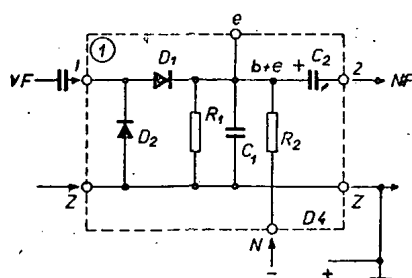 e
1
1
D1
b+e
+
C2
2
VF
NF
D2
R1
C1
R2
Z
Z
D4
N
-
+